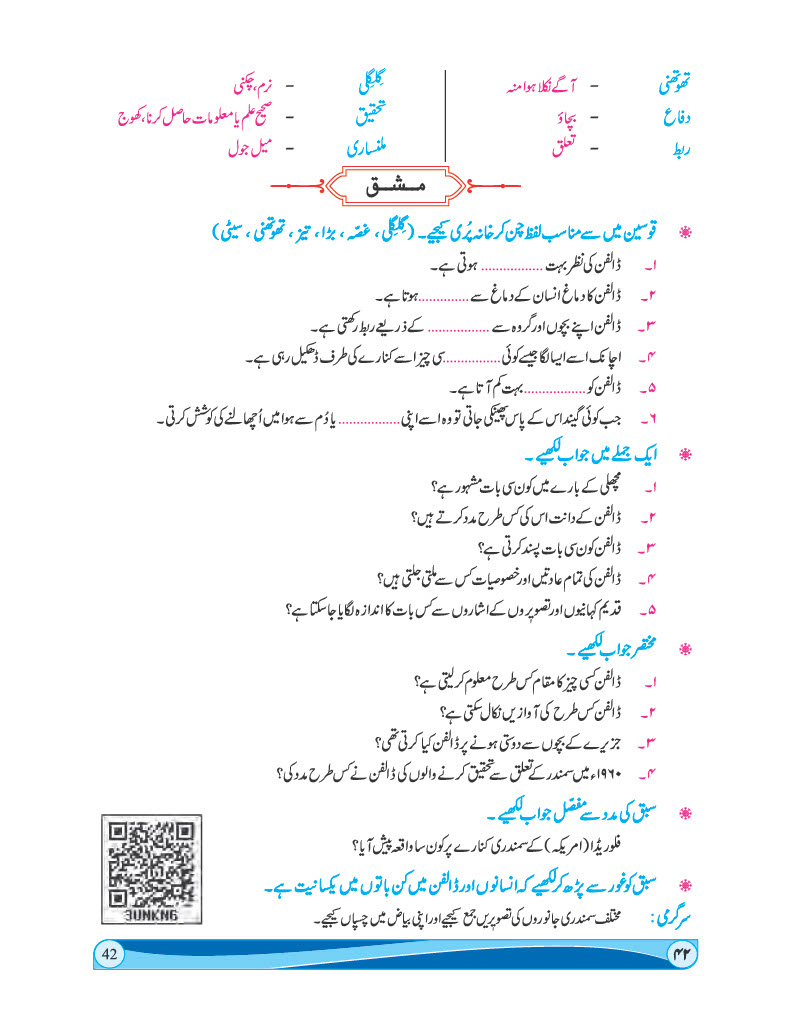 تھوتھنی - آگے نکلا ہوا منہ
دفاع - بچاؤ
ربط - تعلق
گِلگِلی - نرم، چکنی
تحقیق - صحیح علم یا معلومات حاصل کرنا، کھوج
ملنساری - میل جول
مشق
قوسین میں سے مناسب لفظ چن کر خانہ پُری کیجیے۔ (گِلگِلی ، غصّہ ، بڑا ، تیز ، تھوتھنی ، سیٹی)
۱۔ ڈالفن کی نظر بہت ................. ہوتی ہے۔
۲۔ ڈالفن کا دماغ انسان کے دماغ سے ..............ہوتا ہے۔
۳۔ ڈالفن اپنے بچوں اور گروہ سے ................. کے ذریعے ربط رکھتی ہے۔
۴۔ اچانک اسے ایسا لگا جیسے کوئی ................سی چیز اسے کنارے کی طرف ڈھکیل رہی ہے۔
۵۔ ڈالفن کو .................بہت کم آتا ہے۔
۶۔ جب کوئی گیند اس کے پاس پھینکی جاتی تو وہ اسے اپنی ................. یا دُم سے ہوا میں اُچھالنے کی کوشش کرتی۔
ایک جملے میں جواب لکھیے۔
۱۔ مچھلی کے بارے میں کون سی بات مشہور ہے؟
۲۔ ڈالفن کے دانت اس کی کس طرح مدد کرتے ہیں؟
۳۔ ڈالفن کون سی بات پسند کرتی ہے؟
۴۔ ڈالفن کی تمام عادتیں اور خصوصیات کس سے ملتی جلتی ہیں؟
۵۔ قدیم کہانیوں اور تصویروں کے اشاروں سے کس بات کا اندازہ لگایا جا سکتا ہے؟
مختصر جواب لکھیے۔
۱۔ ڈالفن کسی چیز کا مقام کس طرح معلوم کر لیتی ہے؟
۲۔ ڈالفن کس طرح کی آوازیں نکال سکتی ہے؟
۳۔ جزیرے کے بچوں سے دوستی ہونے پر ڈالفن کیا کرتی تھی؟
۴۔ ۱۹۶۰ء میں سمندر کے تعلق سے تحقیق کرنے والوں کی ڈالفن نے کس طرح مدد کی؟
سبق کی مدد سے مفصّل جواب لکھیے۔
فلوریڈا (امریکہ) کے سمندری کنارے پر کون سا واقعہ پیش آیا؟
سبق کو غور سے پڑھ کر لکھیے کہ انسانوں اور ڈالفن میں کن باتوں میں یکسانیت ہے۔
سرگرمی: مختلف سمندری جانوروں کی تصویریں جمع کیجیے اور اپنی بیاض میں چسپاں کیجیے۔
3UNKNG
42
۴۲